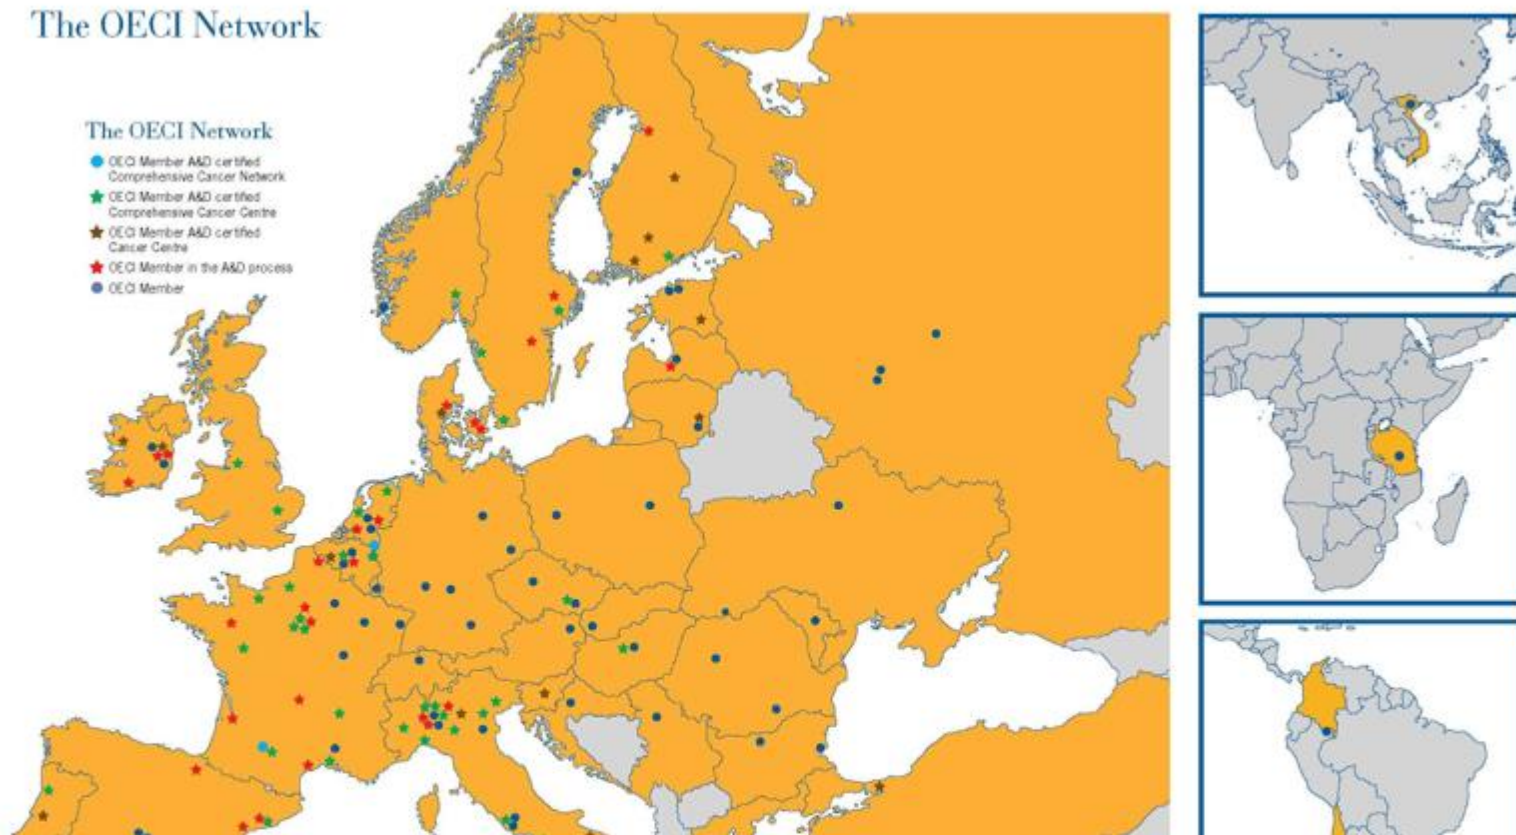 The OECI Network
The OECI Network
OECI Member A&D certified
Comprehensive Cancer Network
OECI Member A&D certified
Comprehensive Cancer Centre
OECI Member A&D certified
Cancer Centre
OECI Member in the A&D process
OECI Member